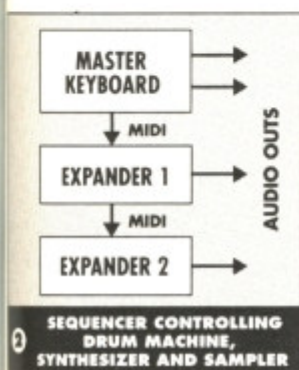 MASTER
KEYBOARD
MIDI
EXPANDER 1
MIDI
EXPANDER 2
AUDIO OUTS
2 SEQUENCER CONTROLLING
DRUM MACHINE,
SYNTHESIZER AND SAMPLER